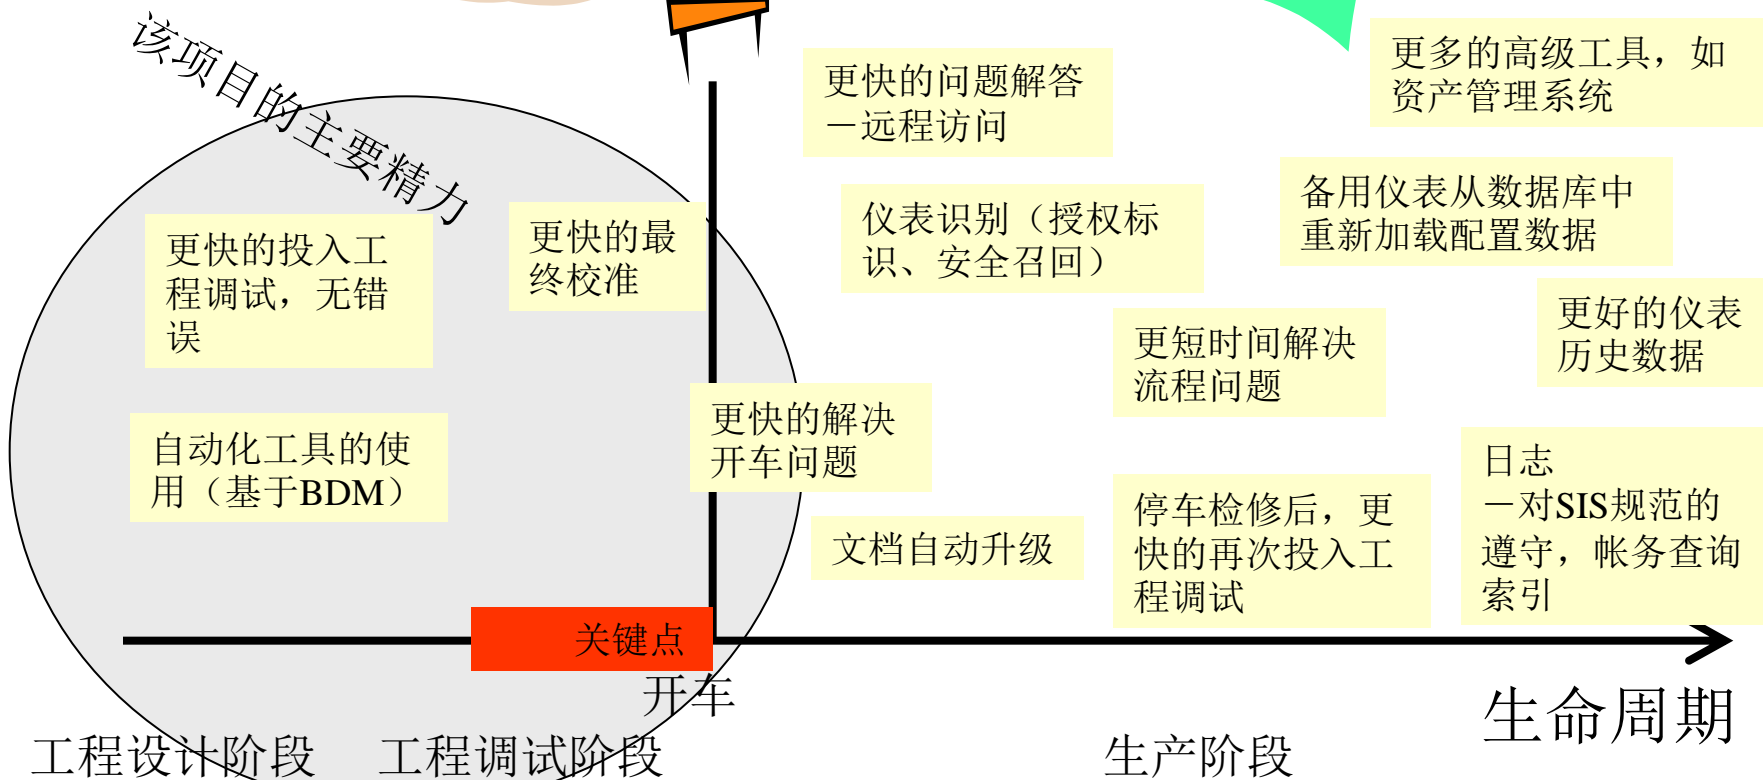 该项目的主要精力
更快的投入工
程调试，无错
误
更快的最
终校准
自动化工具的使
用（基于BDM）
更快的问题解答
－远程访问
更多的高级工具，如
资产管理系统
仪表识别（授权标
识、安全召回）
备用仪表从数据库中
重新加载配置数据
更短时间解决
流程问题
更好的仪表
历史数据
更快的解决
开车问题
文档自动升级
停车检修后，更
快的再次投入工
程调试
日志
－对SIS规范的
遵守，帐务查询
索引
关键点
开车
生命周期
工程设计阶段
工程调试阶段
生产阶段